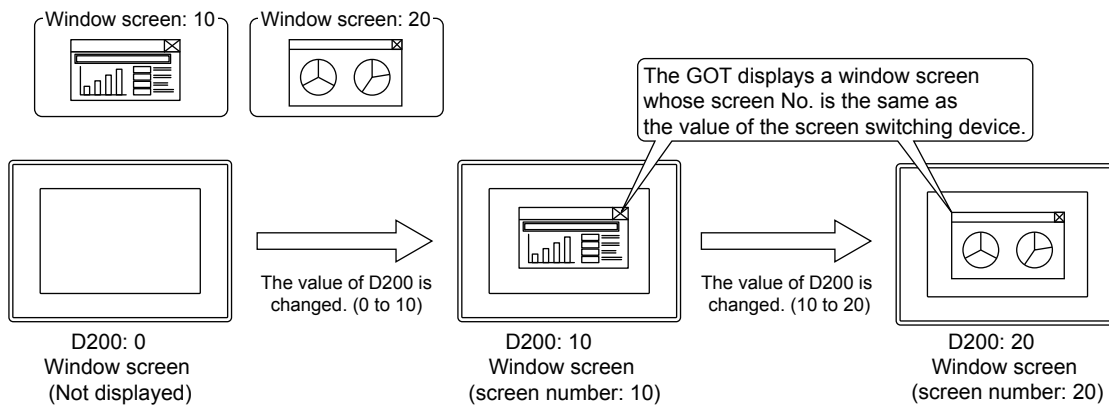 Window screen: 10
Window screen: 20
The GOT displays a window screen
whose screen No. is the same as
the value of the screen switching device.
The value of D200 is
changed. (0 to 10)
The value of D200 is
changed. (10 to 20)
D200: 0
Window screen
(Not displayed)
D200: 10
Window screen
(screen number: 10)
D200: 20
Window screen
(screen number: 20)